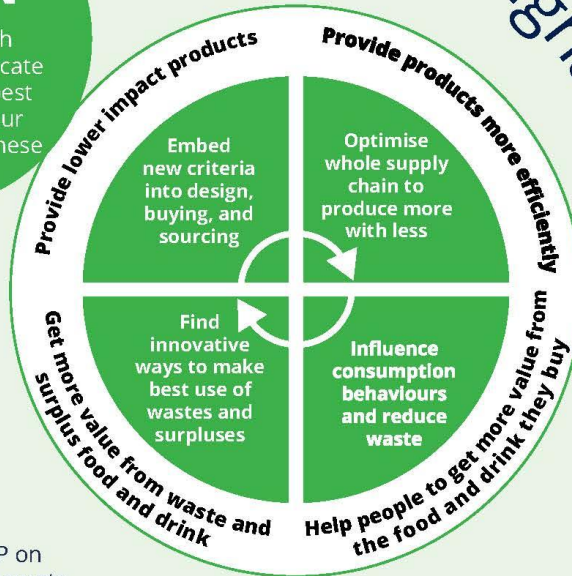 Provide lower impact products
Provide products more efficiently
Embed
new criteria
into design,
buying, and
sourcing
Optimise
whole supply
chain to
produce more
with less
Find
innovative
ways to make
best use of
wastes and
surpluses
Influence
consumption
behaviours
and reduce
waste
Get more value from waste and
surplus food and drink
Help people to get more value from
the food and drink they buy
on